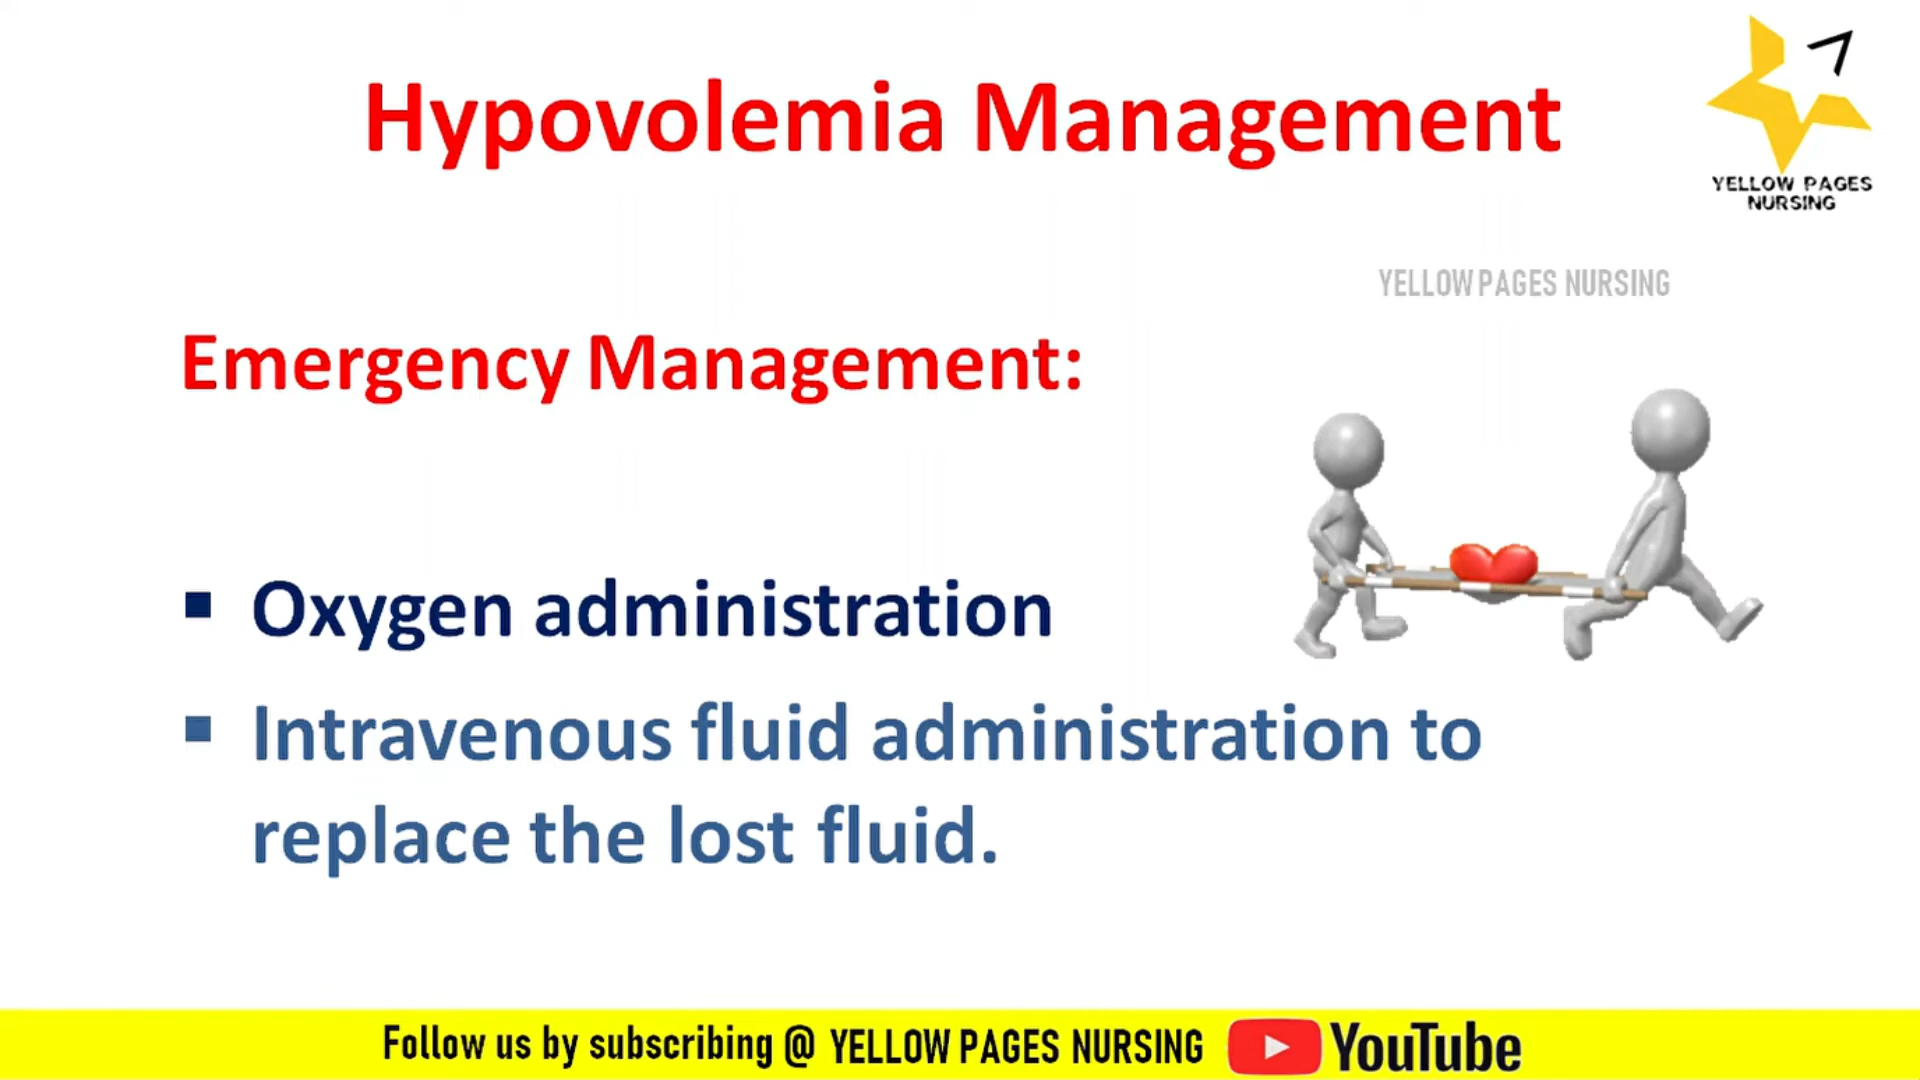 Hypovolemia Management
YELLOW PAGES
NURSING
YELLOW PAGES NURSING
Emergency Management:
▪ Oxygen administration
▪ Intravenous fluid administration to
replace the lost fluid.
Follow us by subscribing @ YELLOW PAGES NURSING YouTube